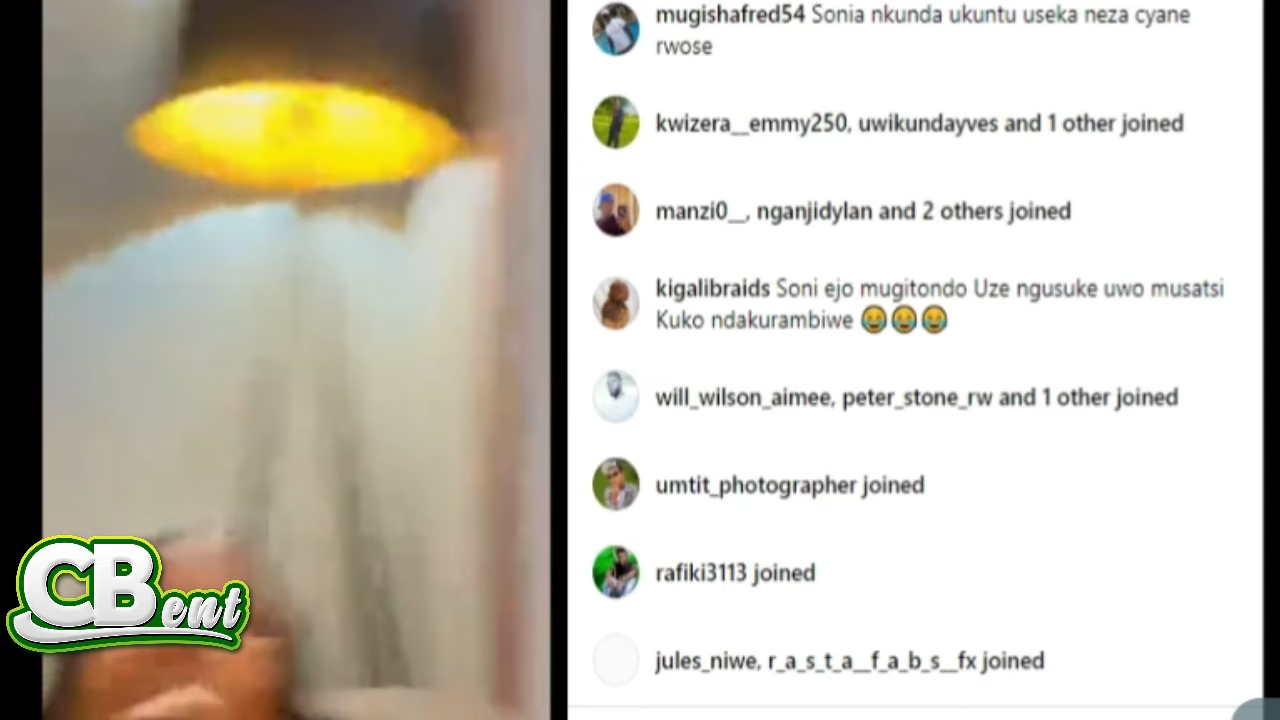 mugishafred54 Sonia nkunda ukuntu useka neza cyane
rwose
kwizera__emmy250, uwikundayves and 1 other joined
manzi0__, nganjidylan and 2 others joined
kigalibraids Soni ejo mugitondo Uze ngusuke uwo musatsi
Kuko ndakurambiwe 😂😂😂
will_wilson_aimee, peter_stone_rw and 1 other joined
umtit_photographer joined
rafiki3113 joined
jules_niwe, r_a_s_t_a__f_a_b_s__fx joined
CB ent